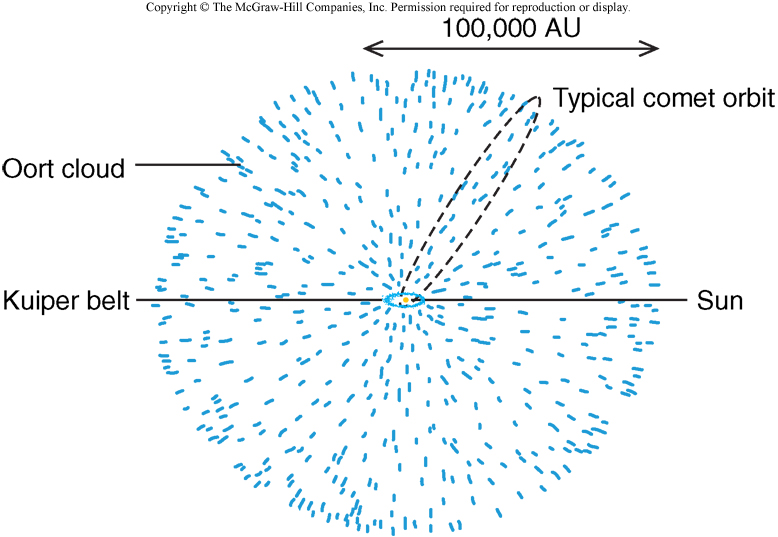 Copyright © The McGraw-Hill Companies, Inc. Permission required for reproduction or display.
100,000 AU
Typical comet orbit
Oort cloud
Kuiper belt
Sun